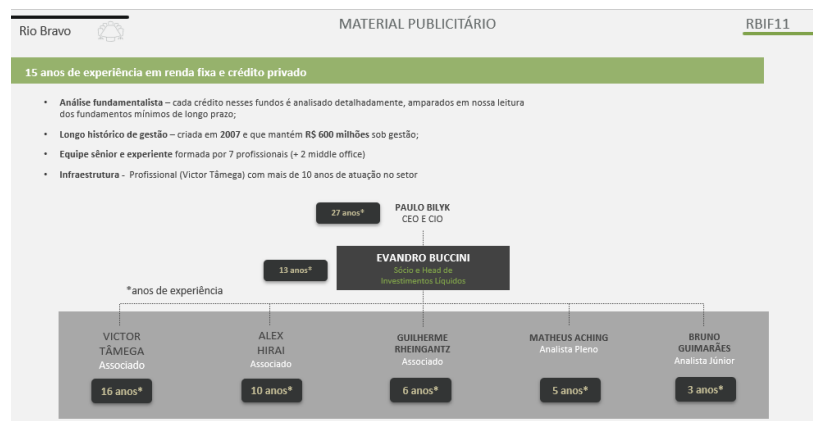 Rio Bravo
MATERIAL PUBLICITÁRIO
RBIF11
15 anos de experiência em renda fixa e crédito privado
• Análise fundamentalista – cada crédito nesses fundos é analisado detalhadamente, amparados em nossa leitura
dos fundamentos mínimos de longo prazo;
• Longo histórico de gestão – criada em 2007 e que mantém R$ 600 milhões sob gestão;
• Equipe sênior e experiente formada por 7 profissionais (+ 2 middle office)
• Infraestrutura - Profissional (Victor Tâmega) com mais de 10 anos de atuação no setor
27 anos*
PAULO BILYK
CEO E CIO
13 anos*
EVANDRO BUCCINI
Sócio e Head de
Investimentos Líquidos
*anos de experiência
VICTOR
TÂMEGA
Associado
16 anos*
ALEX
HIRAI
Associado
10 anos*
GUILHERME
RHEINGANTZ
Associado
6 anos*
MATHEUS ACHING
Analista Pleno
5 anos*
BRUNO
GUIMARÃES
Analista Júnior
3 anos*